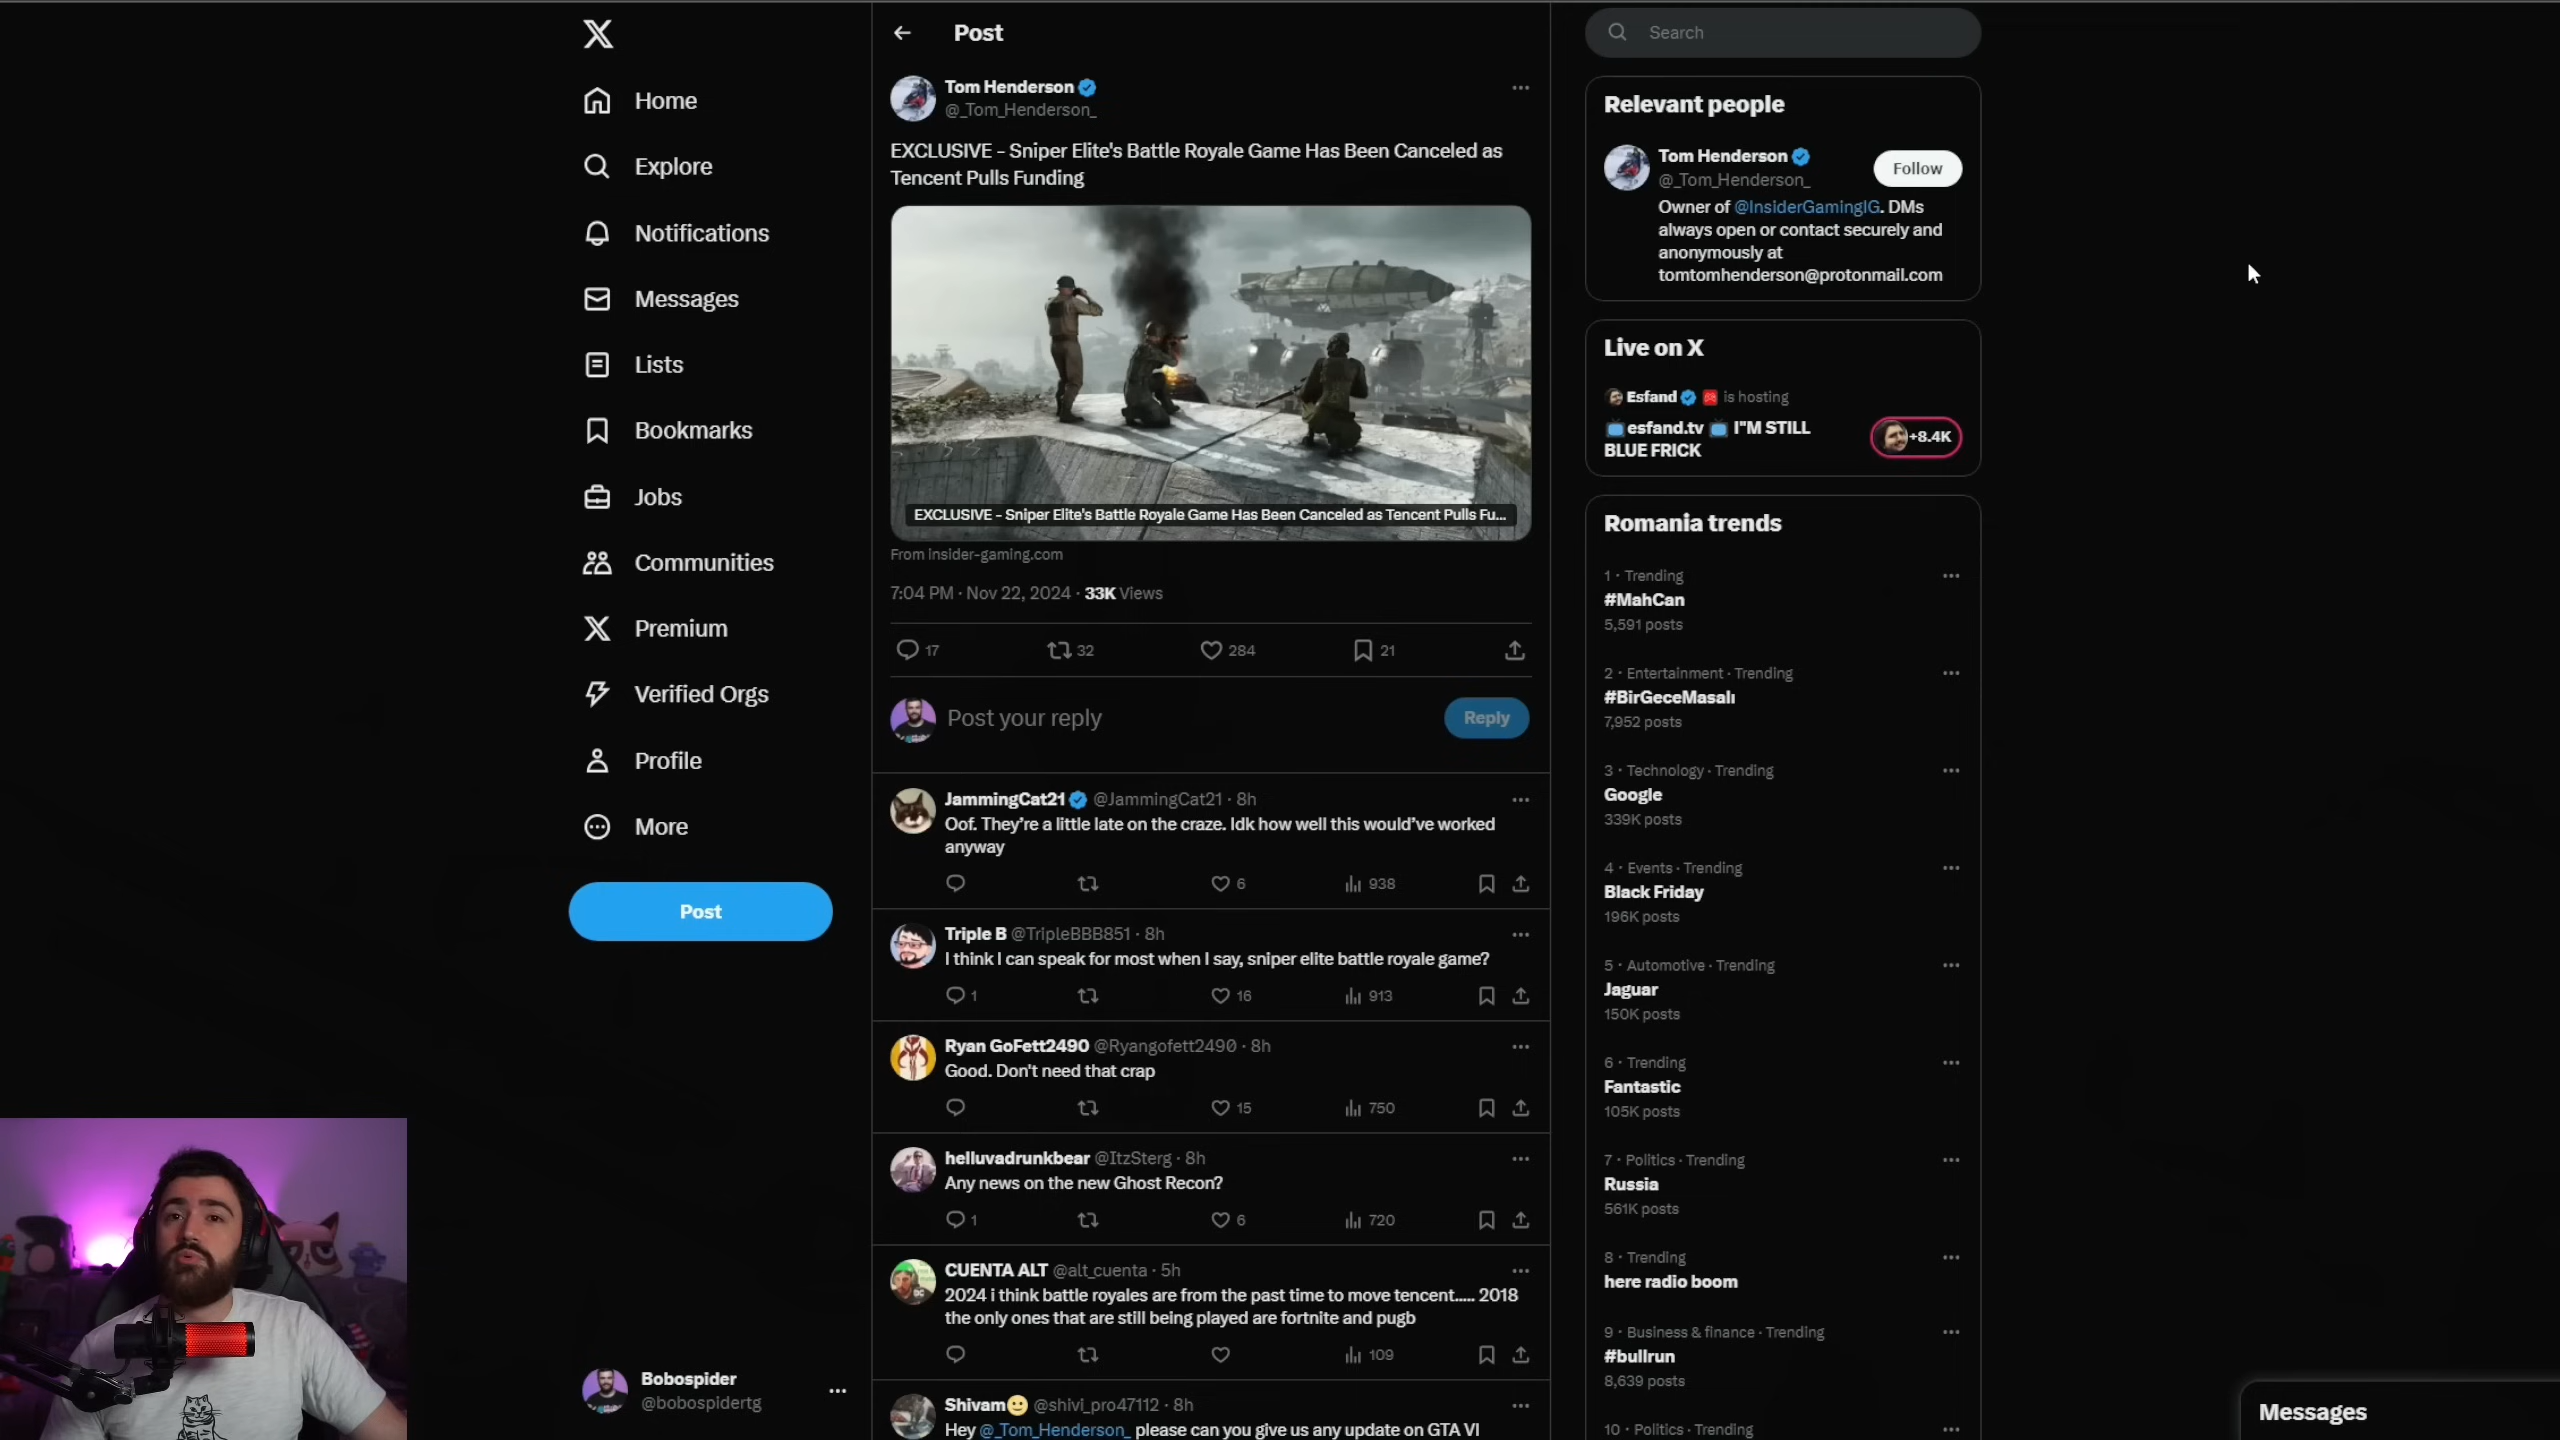 Home
Explore
Notifications
Messages
Lists
Bookmarks
Jobs
Communities
Premium
Verified Orgs
Profile
More
Post
Bobospider
@bobospidertg
Post
Tom Henderson
@_Tom_Henderson_
EXCLUSIVE - Sniper Elite's Battle Royale Game Has Been Canceled as
Tencent Pulls Funding
EXCLUSIVE - Sniper Elite's Battle Royale Game Has Been Canceled as Tencent Pulls Fu...
From insider-gaming.com
7:04 PM · Nov 22, 2024 · 33K Views
17 32 284 21
Post your reply
Reply
JammingCat21 @JammingCat21 · 8h
Oof. They're a little late on the craze. Idk how well this would've worked
anyway
6 938
Triple B @TripleBBB851 · 8h
I think I can speak for most when I say, sniper elite battle royale game?
1 16 913
Ryan GoFett2490 @Ryangofett2490 · 8h
Good. Don't need that crap
15 750
helluvadrunkbear @ItzSterg · 8h
Any news on the new Ghost Recon?
1 6 720
CUENTA ALT @alt_cuenta · 5h
2024 i think battle royales are from the past time to move tencent..... 2018
the only ones that are still being played are fortnite and pugb
109
Shivam🙂 @shivi_pro47112 · 8h
Hey @_Tom_Henderson_ please can you give us any update on GTA VI
Search
Relevant people
Tom Henderson
@_Tom_Henderson_
Follow
Owner of @InsiderGamingIG. DMs
always open or contact securely and
anonymously at
tomtomhenderson@protonmail.com
Live on X
Esfand is hosting
📺esfand.tv 📺 I"M STILL
BLUE FRICK
+8.4K
Romania trends
1 · Trending
#MahCan
5,591 posts
2 · Entertainment · Trending
#BirGeceMasalı
7,952 posts
3 · Technology · Trending
Google
339K posts
4 · Events · Trending
Black Friday
196K posts
5 · Automotive · Trending
Jaguar
150K posts
6 · Trending
Fantastic
105K posts
7 · Politics · Trending
Russia
561K posts
8 · Trending
here radio boom
9 · Business & finance · Trending
#bullrun
8,639 posts
10 · Politics · Trending
Messages